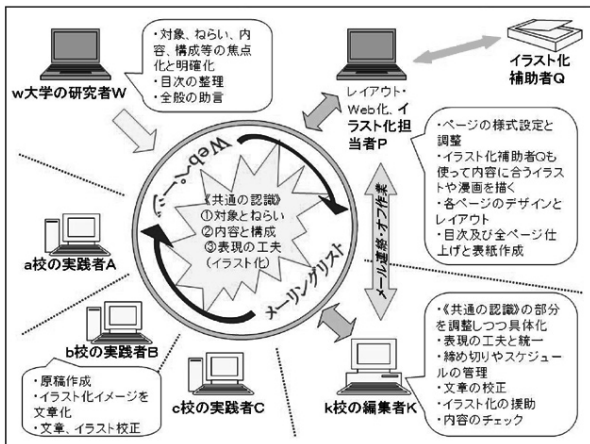 ・対象、ねらい、内
容、構成等の焦点
化と明確化
・目次の整理
・全般の助言
w大学の研究者W
レイアウト・
Web化、イ
ラスト化担
当者P
イラスト化
補助者Q
・ページの様式設定と
調整
・イラスト化補助者Qも
使って内容に合うイラス
トや漫画を描く
・各ページのデザインと
レイアウト
・目次及び全ページ仕
上げと表紙作成
Webページ
《共通の認識》
①対象とねらい
②内容と構成
③表現の工夫
(イラスト化)
メーリングリスト
メール連絡・オフ作業
a校の実践者A
b校の実践者B
・原稿作成
・イラスト化イメージを
文章化
・文章、イラスト校正
c校の実践者C
k校の編集者K
・《共通の認識》の部分
を調整しつつ具体化
・表現の工夫と統一
・締め切りやスケジュー
ルの管理
・文章の校正
・イラスト化の援助
・内容のチェック